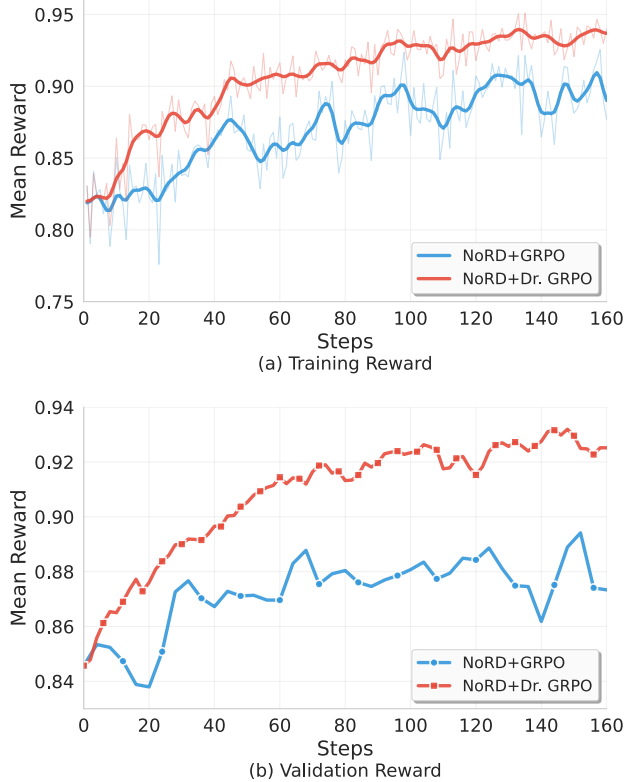 0.95
0.90
0.85
0.80
0.75
Mean Reward
NoRD+GRPO
NoRD+Dr. GRPO
0 20 40 60 80 100 120 140 160
Steps
(a) Training Reward
0.94
0.92
0.90
0.88
0.86
0.84
Mean Reward
NoRD+GRPO
NoRD+Dr. GRPO
0 20 40 60 80 100 120 140 160
Steps
(b) Validation Reward